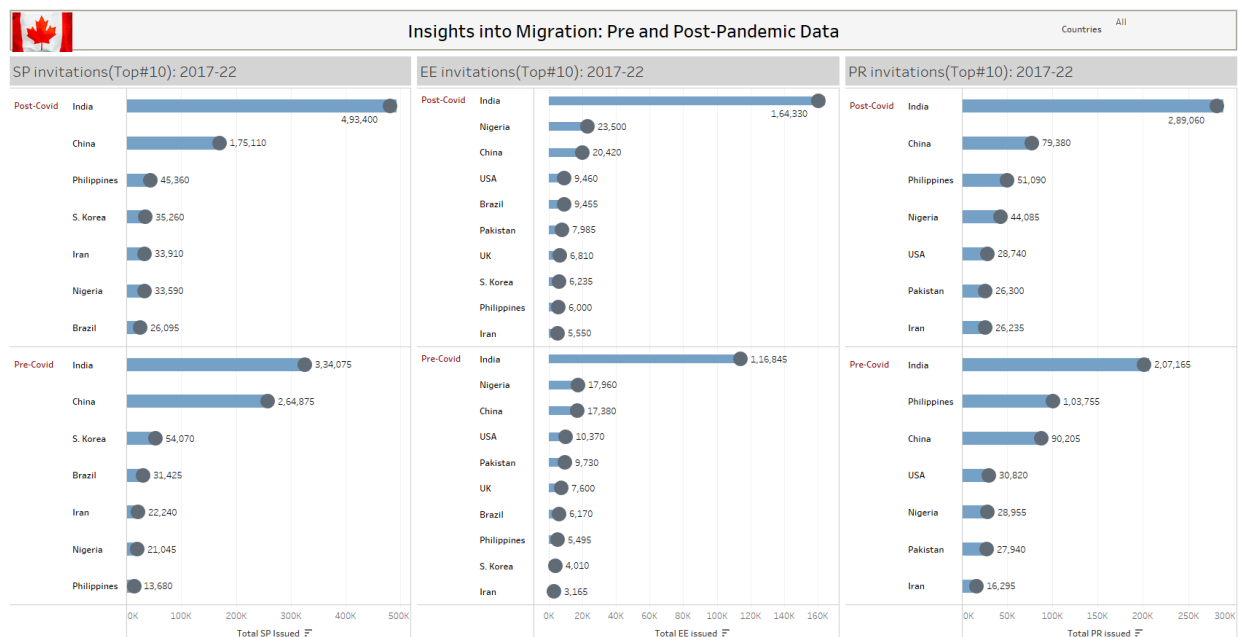 Insights into Migration: Pre and Post-Pandemic Data
Countries
All
SP invitations(Top#10): 2017-22
Post-Covid
India 4,93,400
China 1,75,110
Philippines 45,360
S. Korea 35,260
Iran 33,910
Nigeria 33,590
Brazil 26,095
Pre-Covid
India 3,34,075
China 2,64,875
S. Korea 54,070
Brazil 31,425
Iran 22,240
Nigeria 21,045
Philippines 13,680
0K 100K 200K 300K 400K 500K
Total SP Issued
EE invitations(Top#10): 2017-22
Post-Covid
India 1,64,330
Nigeria 23,500
China 20,420
USA 9,460
Brazil 9,455
Pakistan 7,985
UK 6,810
S. Korea 6,235
Philippines 6,000
Iran 5,550
Pre-Covid
India 1,16,845
Nigeria 17,960
China 17,380
USA 10,370
Pakistan 9,730
UK 7,600
Brazil 6,170
Philippines 5,495
S. Korea 4,010
Iran 3,165
0K 20K 40K 60K 80K 100K 120K 140K 160K
Total EE issued
PR invitations(Top#10): 2017-22
Post-Covid
India 2,89,060
China 79,380
Philippines 51,090
Nigeria 44,085
USA 28,740
Pakistan 26,300
Iran 26,235
Pre-Covid
India 2,07,165
Philippines 1,03,755
China 90,205
USA 30,820
Nigeria 28,955
Pakistan 27,940
Iran 16,295
0K 50K 100K 150K 200K 250K 300K
Total PR issued